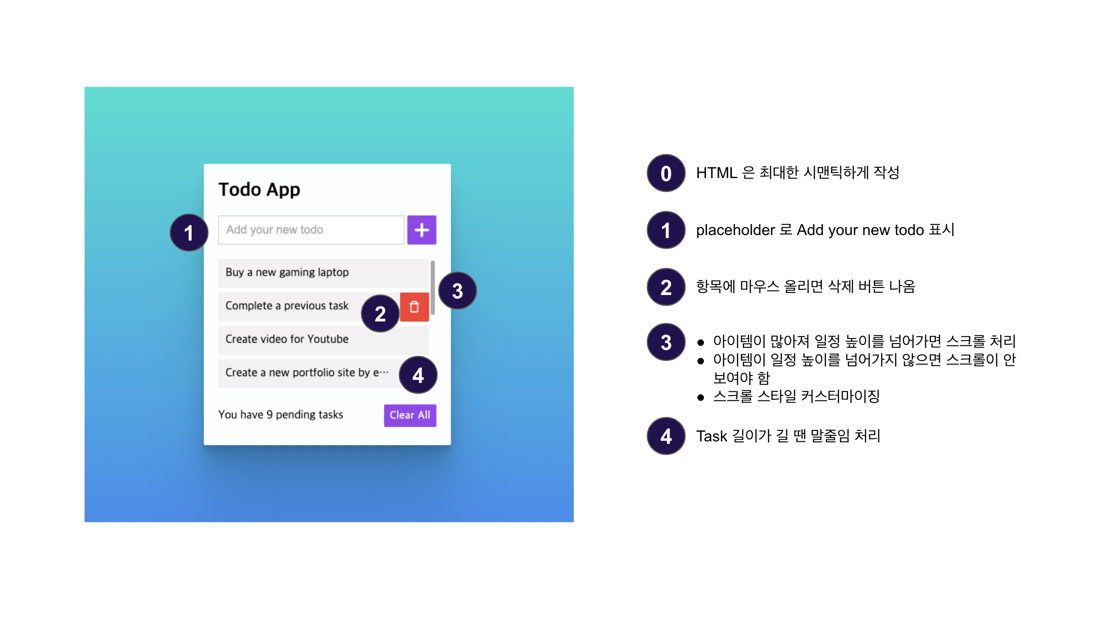 Todo App
1
Add your new todo
Buy a new gaming laptop
3
Complete a previous task
2
Create video for Youtube
Create a new portfolio site by e···
4
You have 9 pending tasks
Clear All
0
HTML 은 최대한 시맨틱하게 작성
1
placeholder 로 Add your new todo 표시
2
항목에 마우스 올리면 삭제 버튼 나옴
3
● 아이템이 많아져 일정 높이를 넘어가면 스크롤 처리
● 아이템이 일정 높이를 넘어가지 않으면 스크롤이 안
보여야 함
● 스크롤 스타일 커스터마이징
4
Task 길이가 길 땐 말줄임 처리